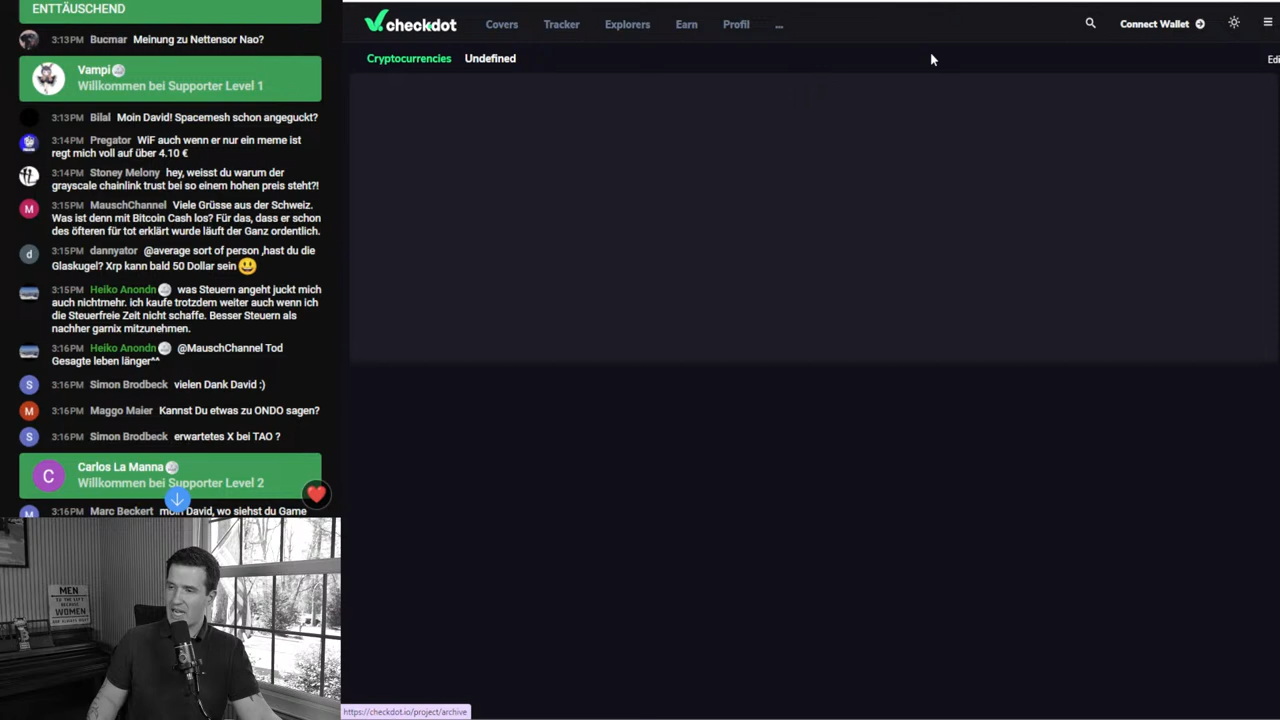 ENTTÄUSCHEND
3:13PM Bucmar Meinung zu Nettensor Nao?
Vampi
Willkommen bei Supporter Level 1
3:13PM Bilal Moin David! Spacemesh schon angeguckt?
3:14PM Pregator WiF auch wenn er nur ein meme ist
regt mich voll auf über 4.10 €
3:14PM Stoney Melony hey, weisst du warum der
grayscale chainlink trust bei so einem hohen preis steht?!
M
3:15PM MauschChannel Viele Grüsse aus der Schweiz.
Was ist denn mit Bitcoin Cash los? Für das, dass er schon
des öfteren für tot erklärt wurde läuft der Ganz ordentlich.
d
3:15PM dannyator @average sort of person ,hast du die
Glaskugel? Xrp kann bald 50 Dollar sein
3:15PM Heiko Anondn was Steuern angeht juckt mich
auch nichtmehr. ich kaufe trotzdem weiter auch wenn ich
die Steuerfreie Zeit nicht schaffe. Besser Steuern als
nachher garnix mitzunehmen.
3:16PM Heiko Anondn @MauschChannel Tod
Gesagte leben länger^^
S 3:16PM Simon Brodbeck vielen Dank David :)
M 3:16PM Maggo Maier Kannst Du etwas zu ONDO sagen?
S 3:16PM Simon Brodbeck erwartetes X bei TAO ?
C
Carlos La Manna
Willkommen bei Supporter Level 2
M 3:16PM Marc Beckert moin David, wo siehst du Game
MEN
WOMEN
checkdot
Covers Tracker Explorers Earn Profil ...
Connect Wallet
Cryptocurrencies Undefined
Edi
https://checkdot.io/project/archive